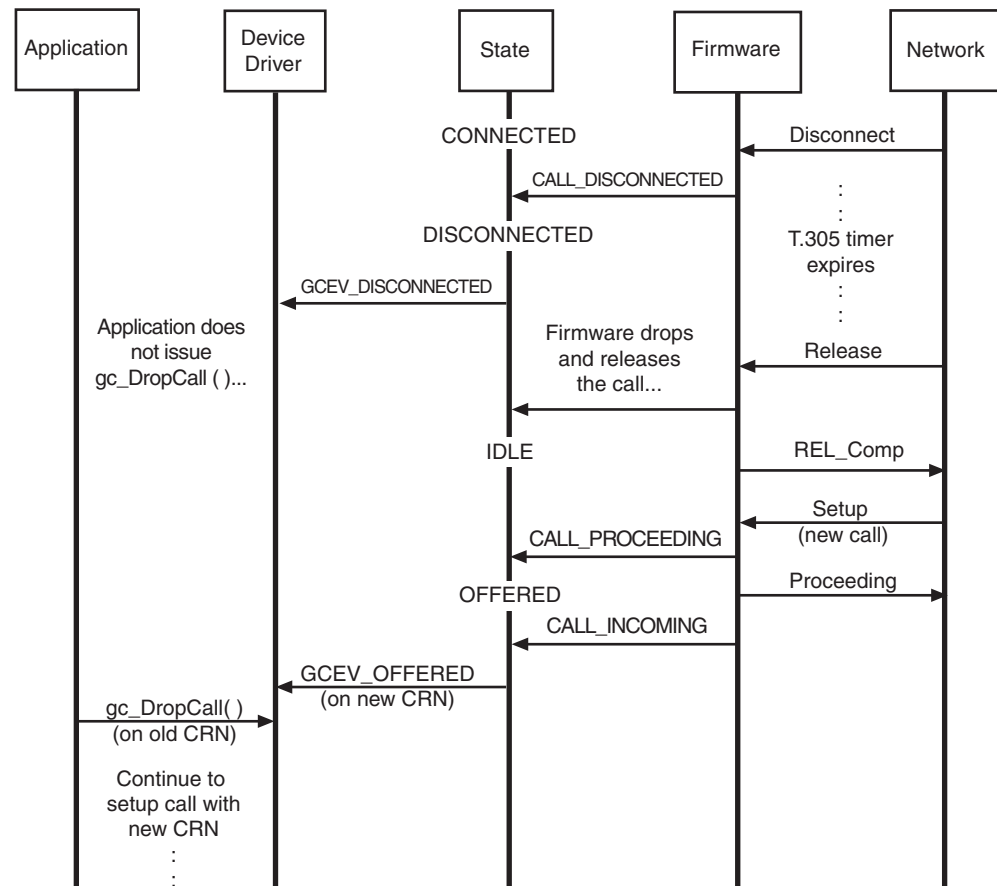 Application
Device
Driver
State
Firmware
Network
CONNECTED
Disconnect
CALL_DISCONNECTED
:
:
DISCONNECTED
T.305 timer
expires
GCEV_DISCONNECTED
:
:
Application does
not issue
gc_DropCall ( )...
Firmware drops
and releases
the call...
Release
IDLE
REL_Comp
Setup
(new call)
CALL_PROCEEDING
Proceeding
OFFERED
CALL_INCOMING
GCEV_OFFERED
(on new CRN)
gc_DropCall( )
(on old CRN)
Continue to
setup call with
new CRN
:
: